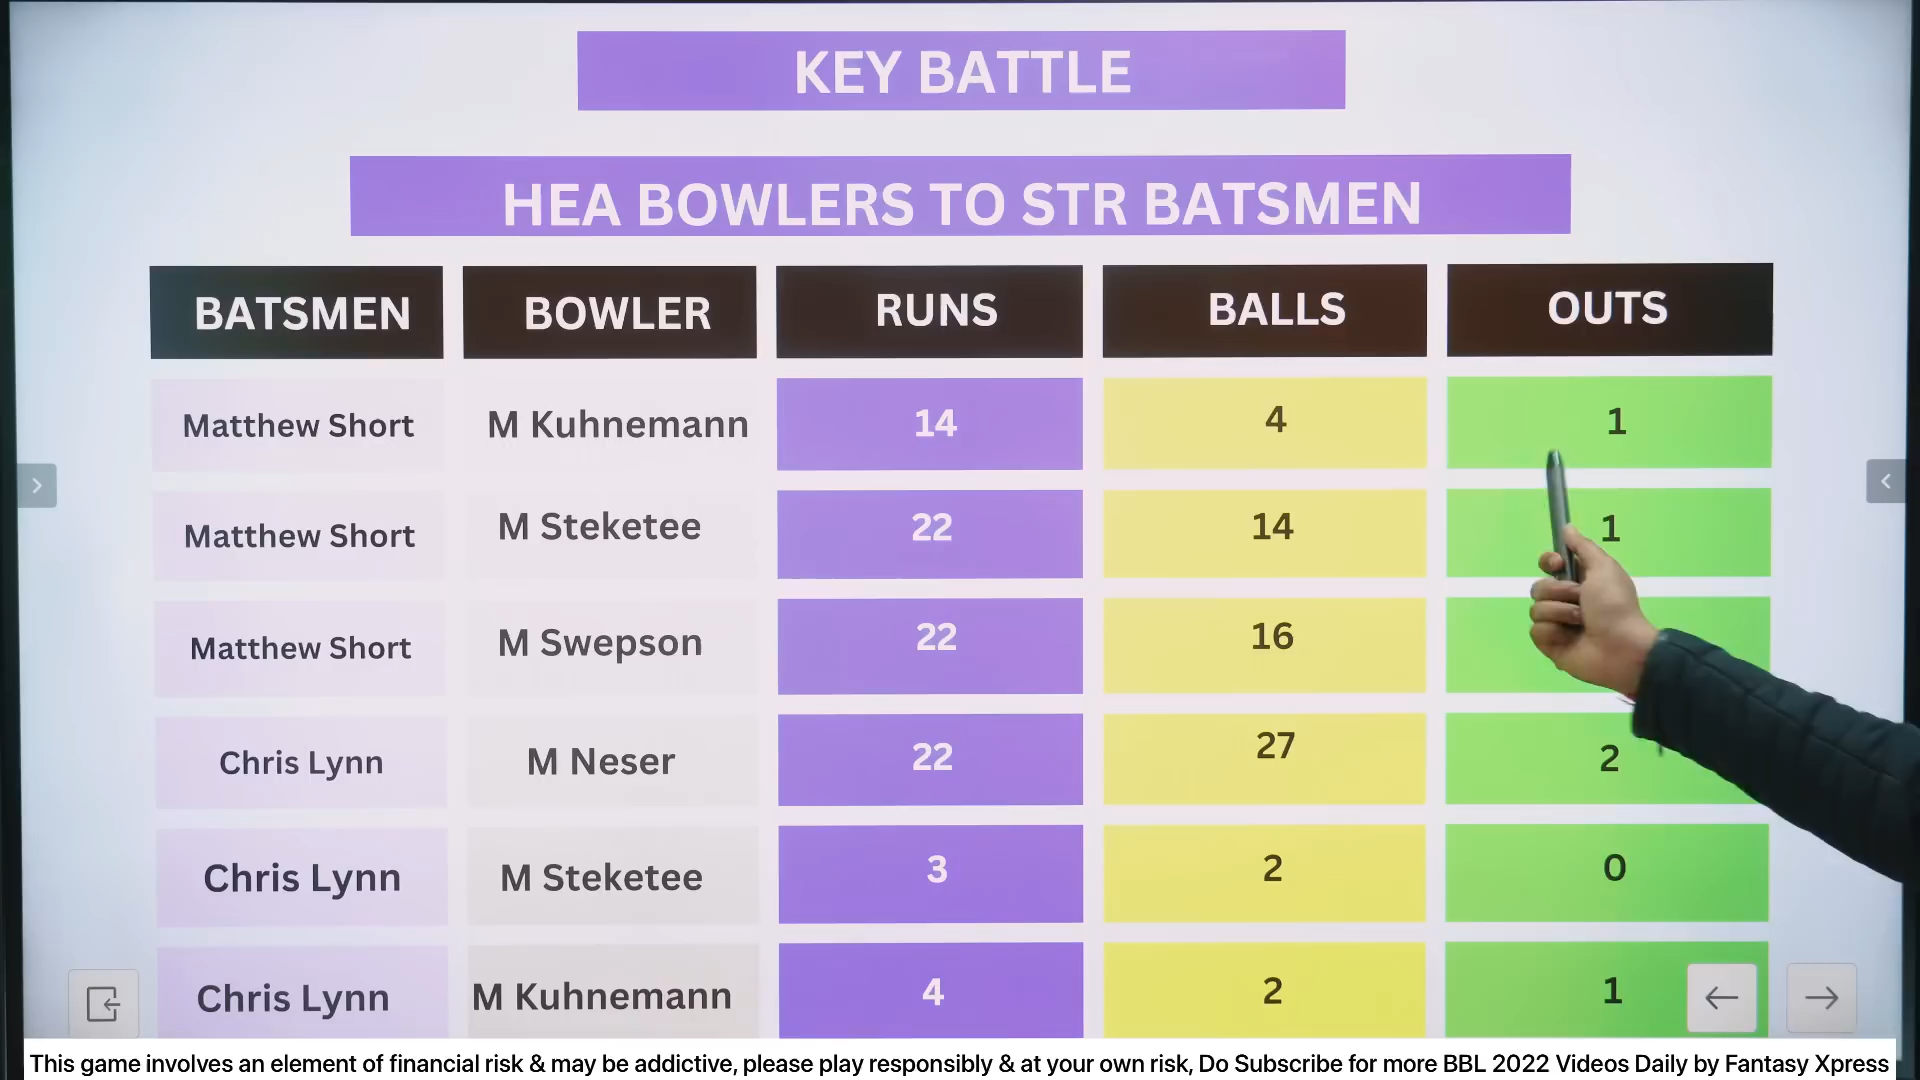 KEY BATTLE
HEA BOWLERS TO STR BATSMEN
BATSMEN BOWLER RUNS BALLS OUTS
Matthew Short M Kuhnemann 14 4 1
Matthew Short M Steketee 22 14 1
Matthew Short M Swepson 22 16
Chris Lynn M Neser 22 27 2
Chris Lynn M Steketee 3 2 0
Chris Lynn M Kuhnemann 4 2 1
This game involves an element of financial risk & may be addictive, please play responsibly & at your own risk, Do Subscribe for more BBL 2022 Videos Daily by Fantasy Xpress